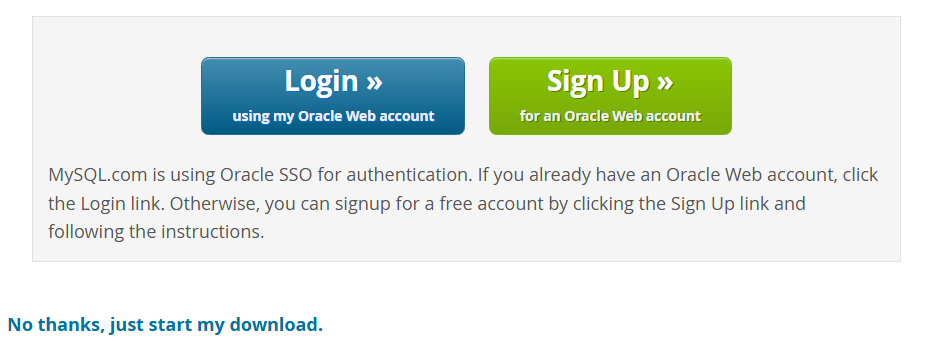 Login »
using my Oracle Web account
Sign Up »
for an Oracle Web account
MySQL.com is using Oracle SSO for authentication. If you already have an Oracle Web account, click
the Login link. Otherwise, you can signup for a free account by clicking the Sign Up link and
following the instructions.
No thanks, just start my download.